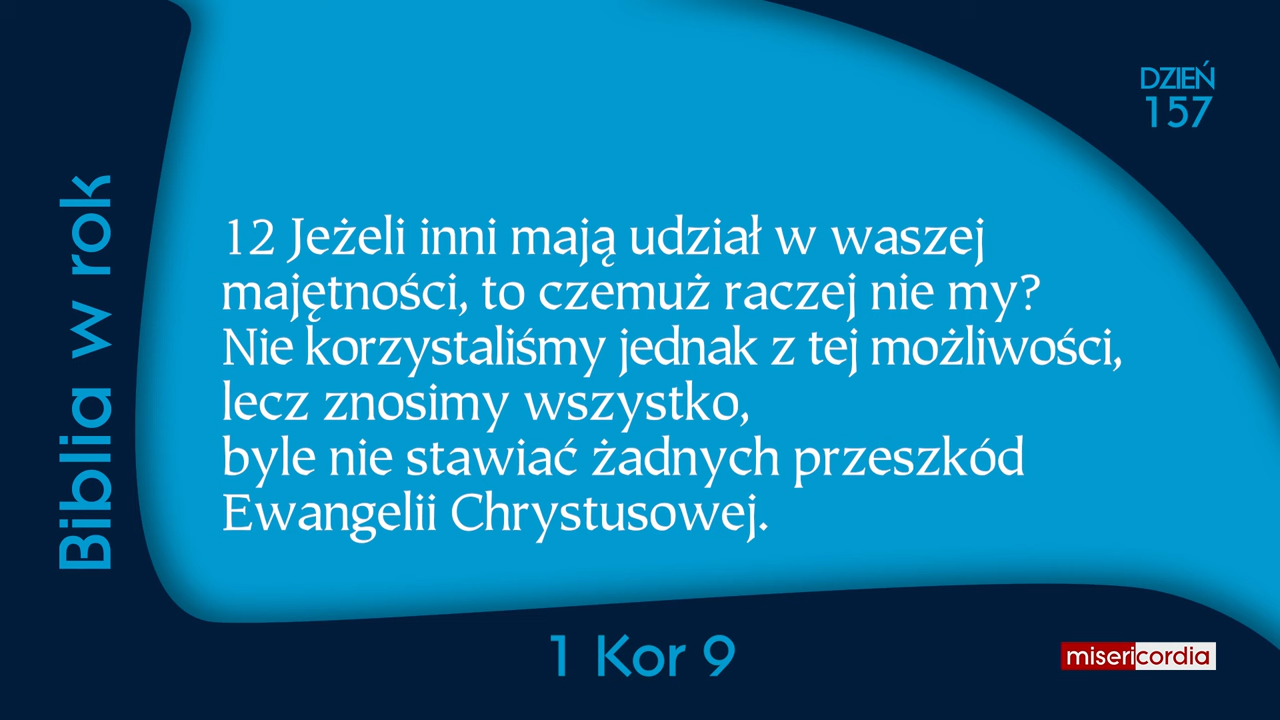 DZIEŃ
157
Biblia w rok
12 Jeżeli inni mają udział w waszej
majętności, to czemuż raczej nie my?
Nie korzystaliśmy jednak z tej możliwości,
lecz znosimy wszystko,
byle nie stawiać żadnych przeszkód
Ewangelii Chrystusowej.
1 Kor 9
misericordia